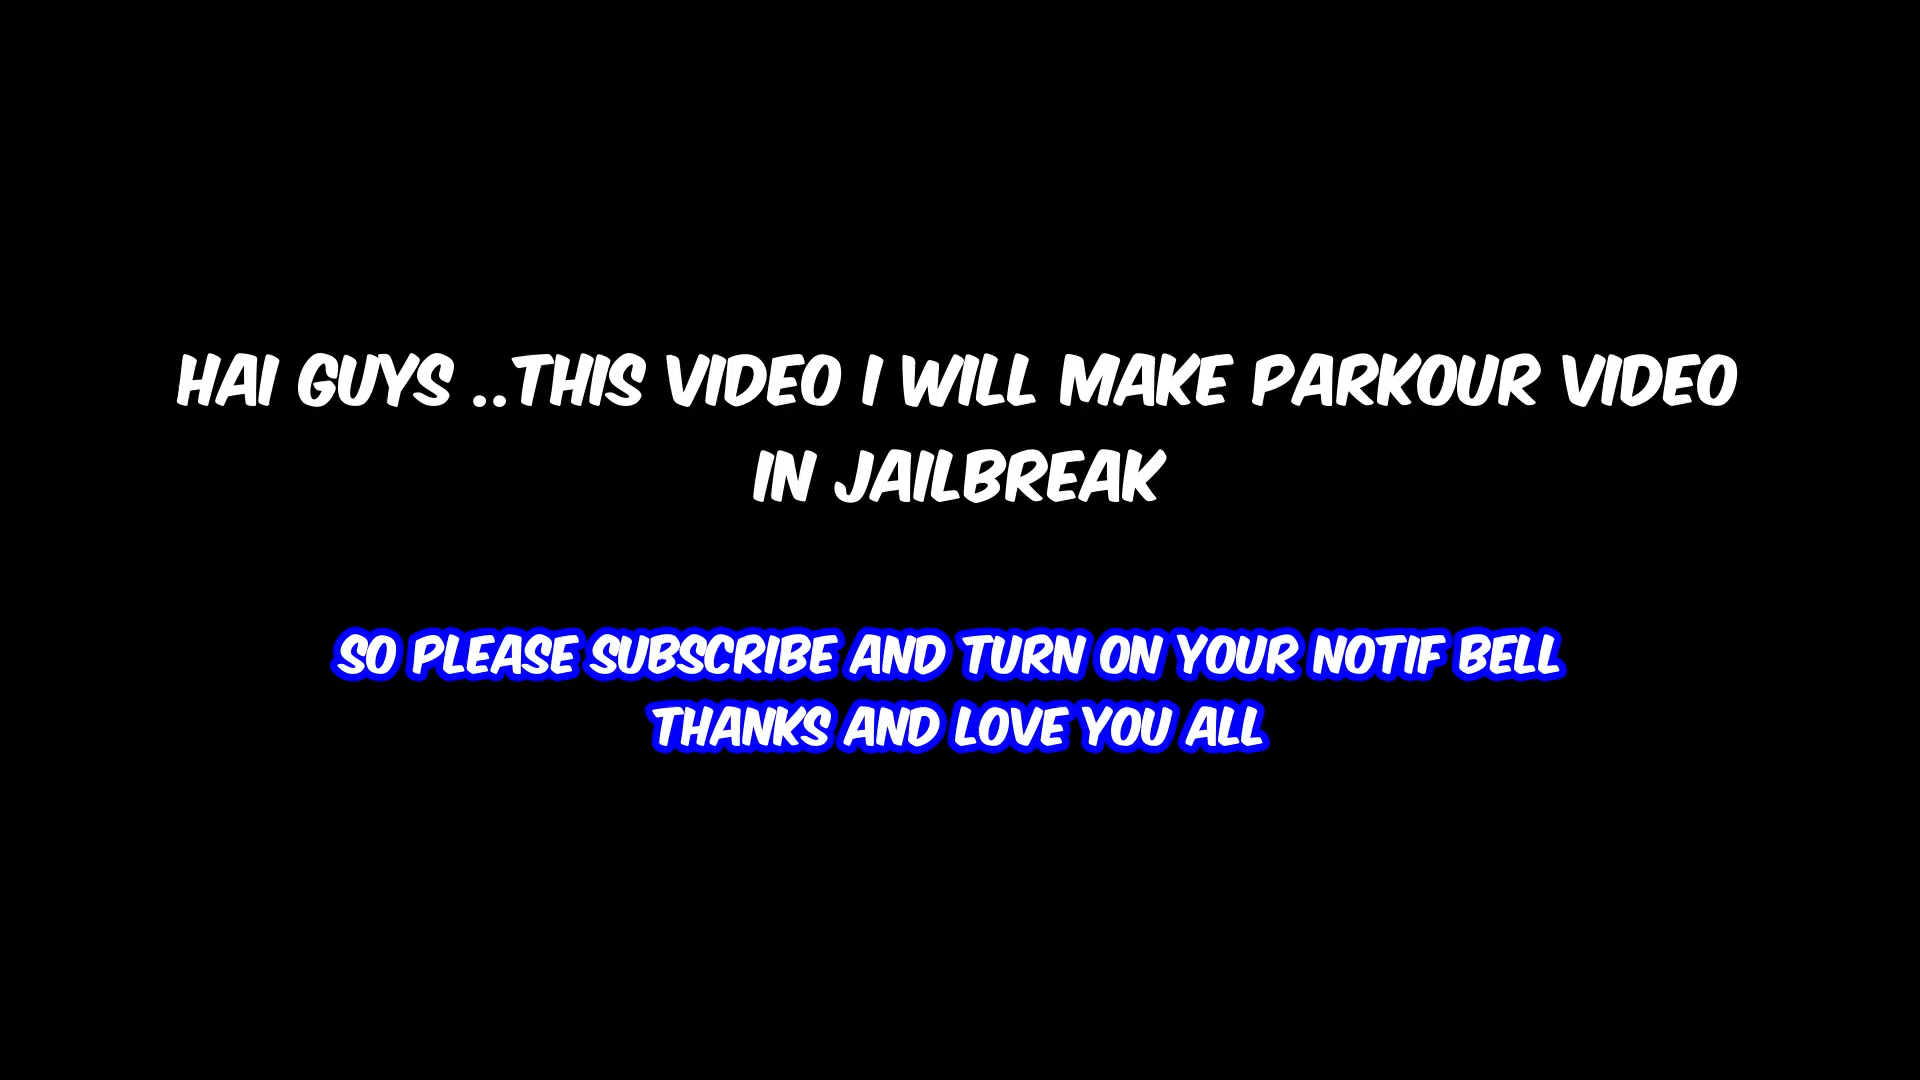 HAI GUYS ..THIS VIDEO I WILL MAKE PARKOUR VIDEO
IN JAILBREAK
SO PLEASE SUBSCRIBE AND TURN ON YOUR NOTIF BELL
THANKS AND LOVE YOU ALL